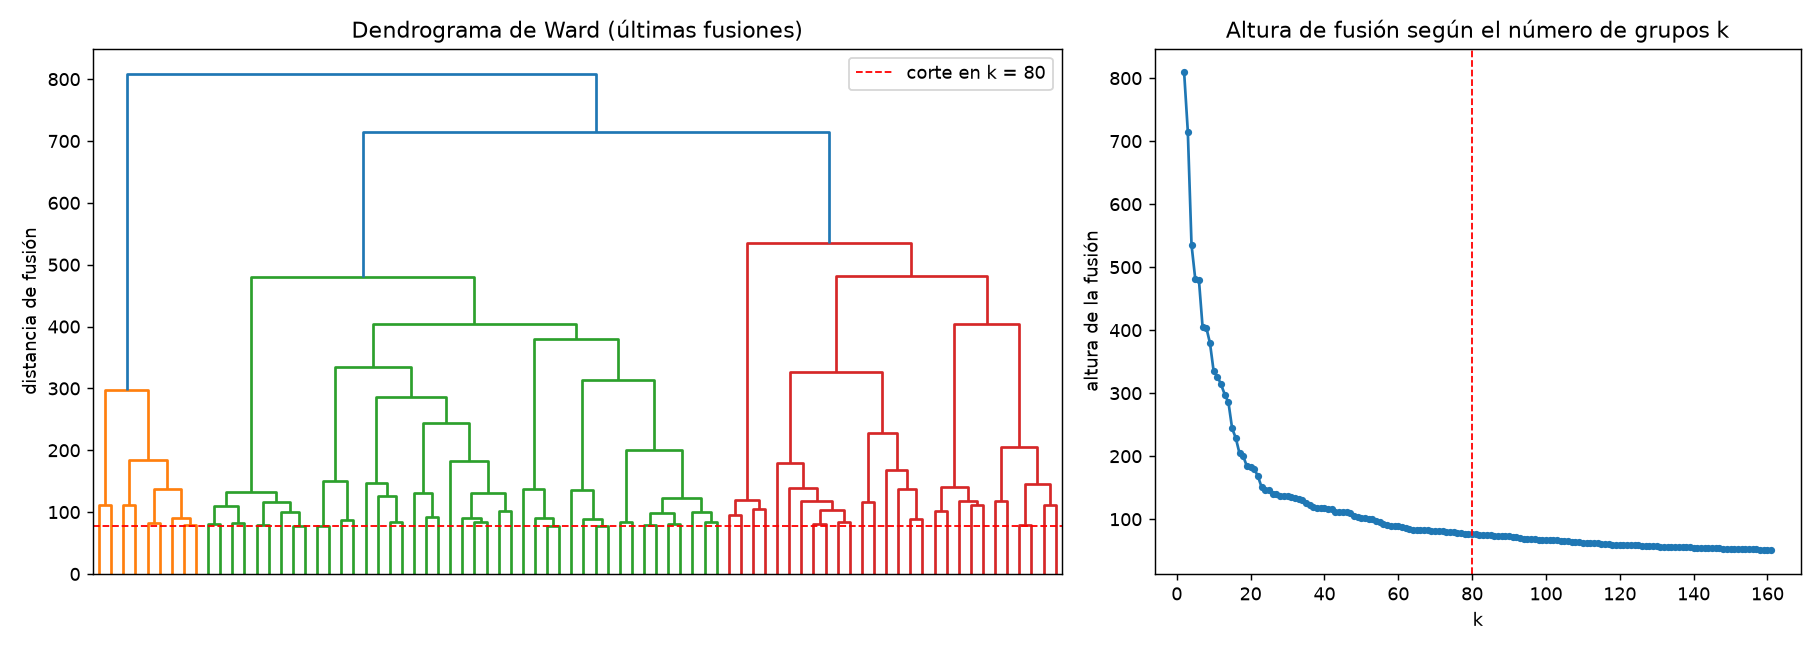 Dendrograma de Ward (últimas fusiones)
corte en k = 80
distancia de fusión
800
700
600
500
400
300
200
100
0
Altura de fusión según el número de grupos k
altura de la fusión
800
700
600
500
400
300
200
100
0 20 40 60 80 100 120 140 160
k